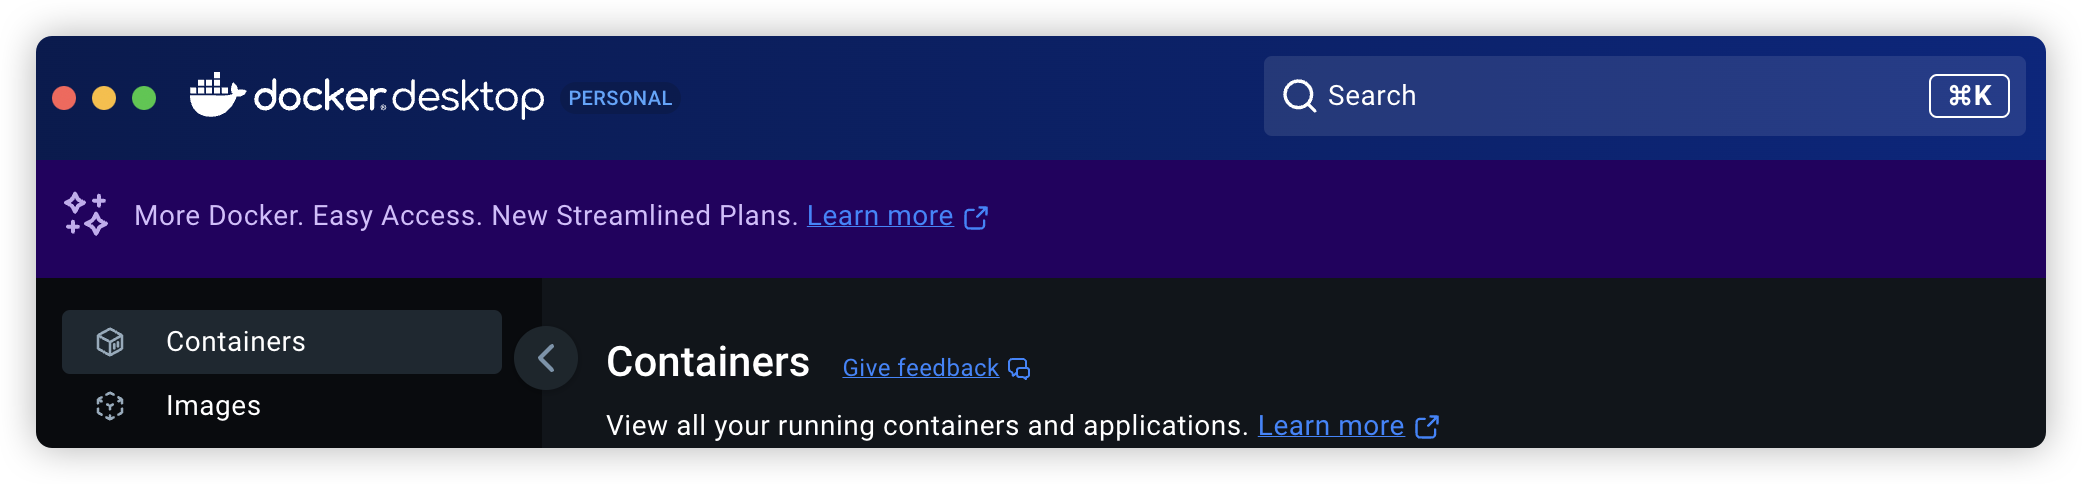 docker desktop PERSONAL
Search ⌘K
More Docker. Easy Access. New Streamlined Plans. Learn more
Containers
Images
Containers Give feedback
View all your running containers and applications. Learn more